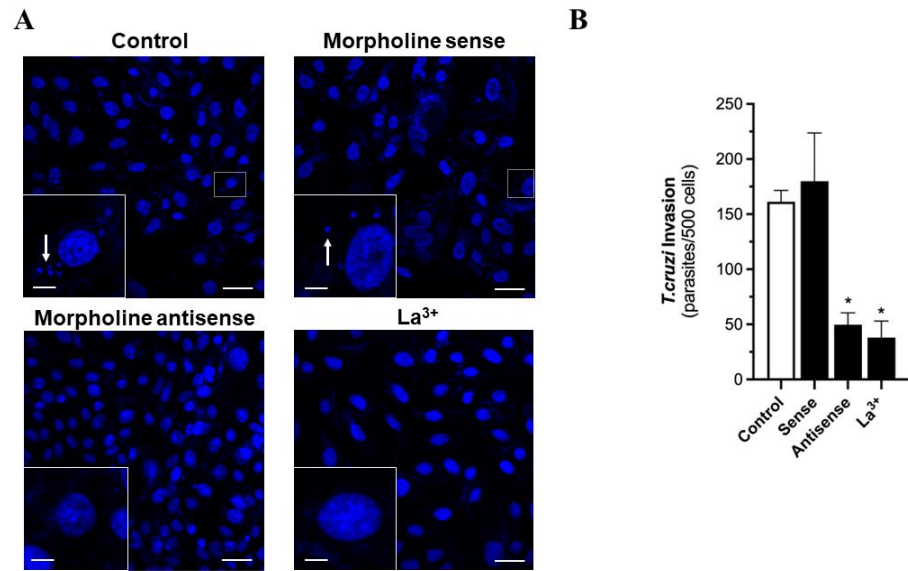 A
Control
Morpholine sense
Morpholine antisense
La³⁺
B
250
200
150
100
50
0
T.cruzi Invasion
(parasites/500 cells)
*
*
Control
Sense
Antisense
La³⁺